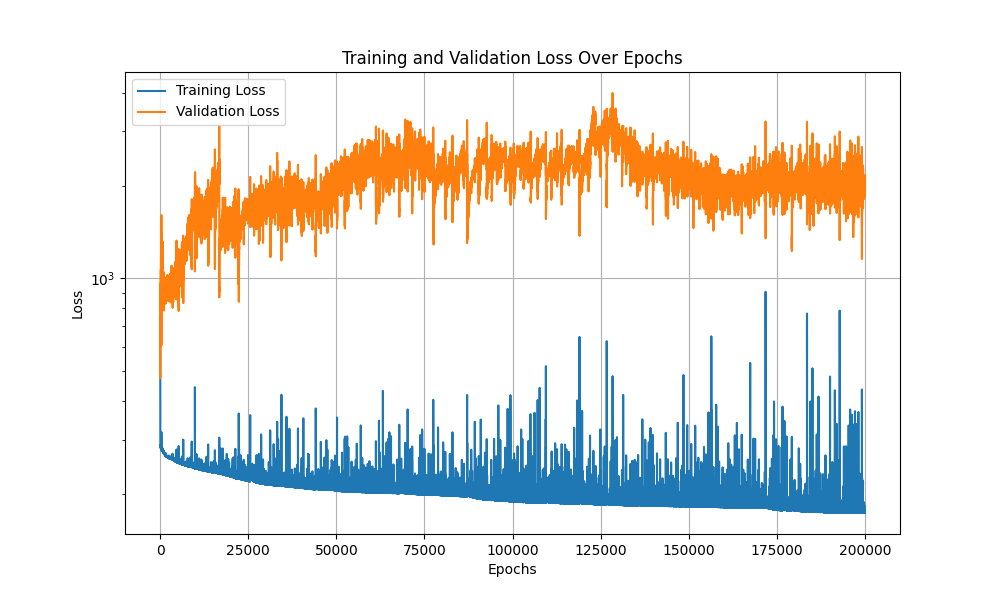 Training and Validation Loss Over Epochs
Training Loss
Validation Loss
10³
Loss
0 25000 50000 75000 100000 125000 150000 175000 200000
Epochs